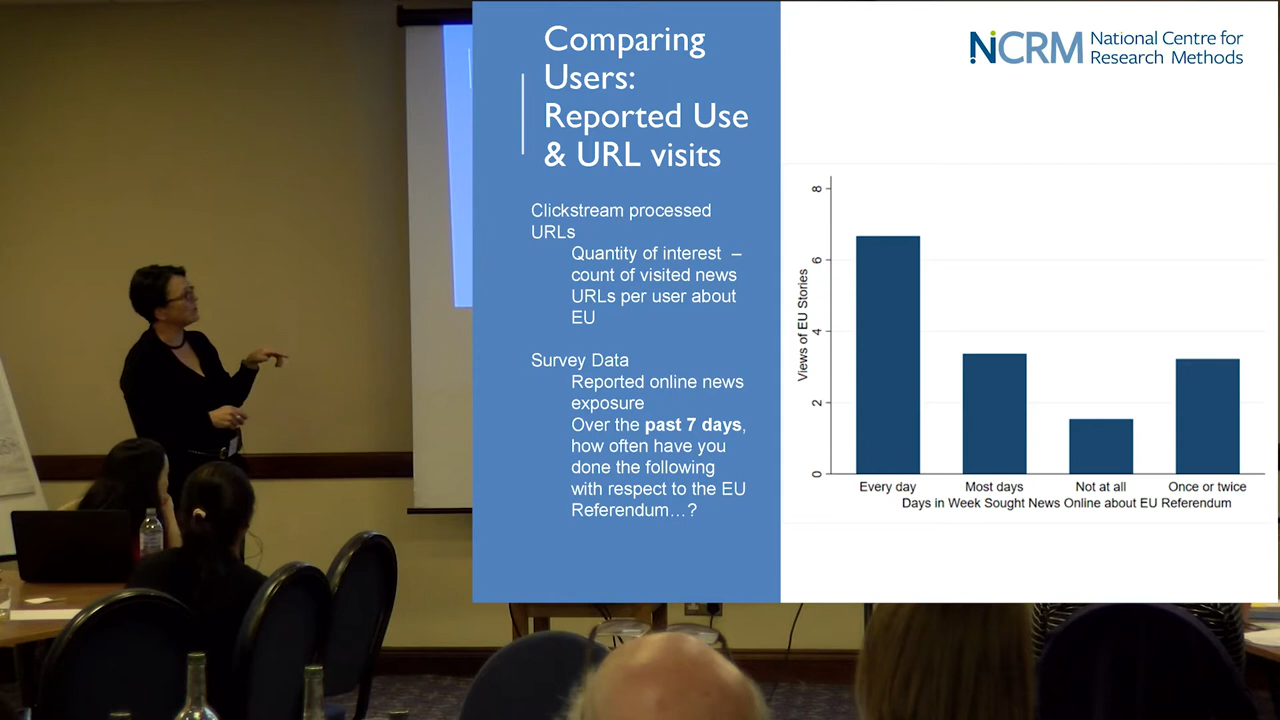 Comparing
Users:
Reported Use
& URL visits
Clickstream processed
URLs
Quantity of interest –
count of visited news
URLs per user about
EU
Survey Data
Reported online news
exposure
Over the past 7 days,
how often have you
done the following
with respect to the EU
Referendum…?
NCRM National Centre for
Research Methods
Views of EU Stories
8
6
4
2
0
Every day Most days Not at all Once or twice
Days in Week Sought News Online about EU Referendum